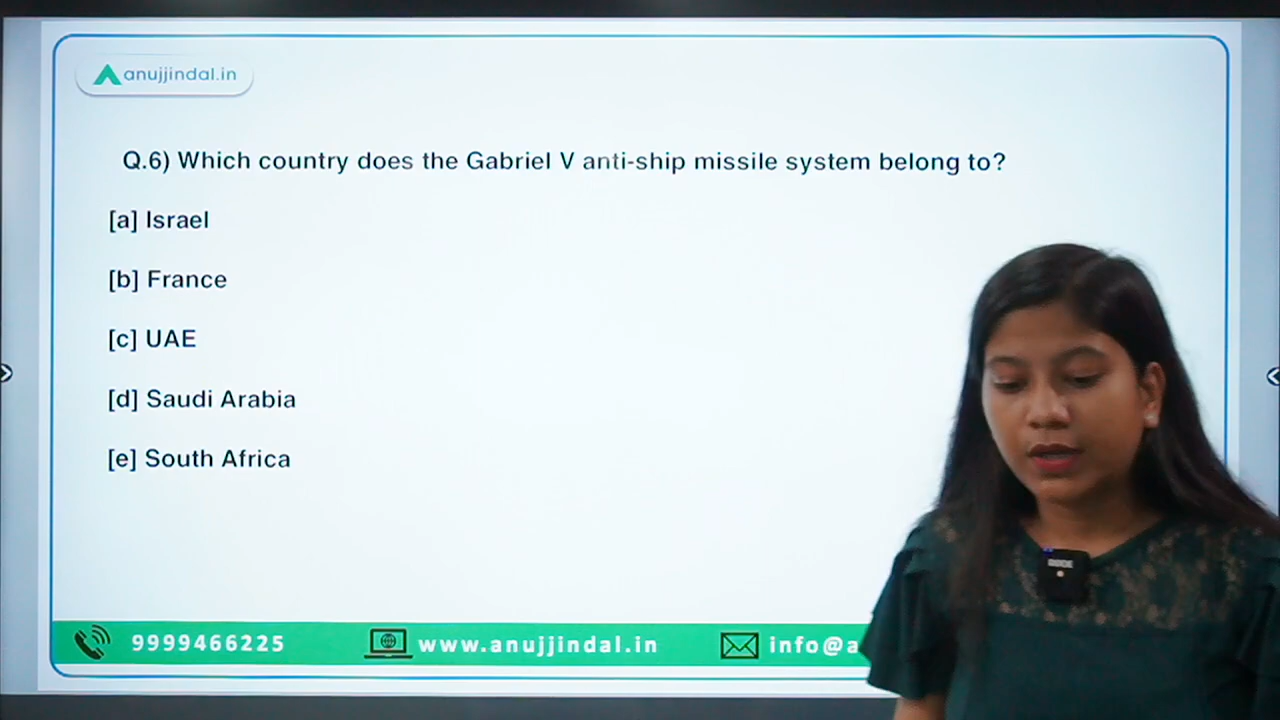 anujjindal.in
Q.6) Which country does the Gabriel V anti-ship missile system belong to?
[a] Israel
[b] France
[c] UAE
[d] Saudi Arabia
[e] South Africa
9999466225
www.anujjindal.in
info@a